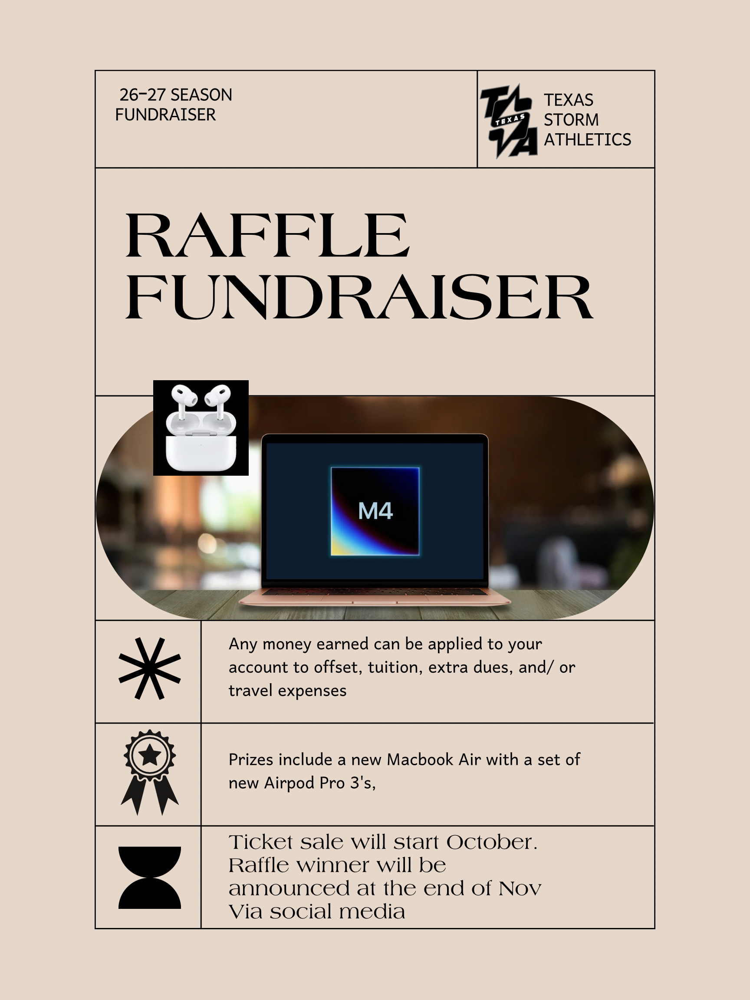 26-27 SEASON
FUNDRAISER
TEXAS
TEXAS
STORM
ATHLETICS
RAFFLE
FUNDRAISER
M4
Any money earned can be applied to your
account to offset, tuition, extra dues, and/ or
travel expenses
Prizes include a new Macbook Air with a set of
new Airpod Pro 3's,
Ticket sale will start October.
Raffle winner will be
announced at the end of Nov
Via social media